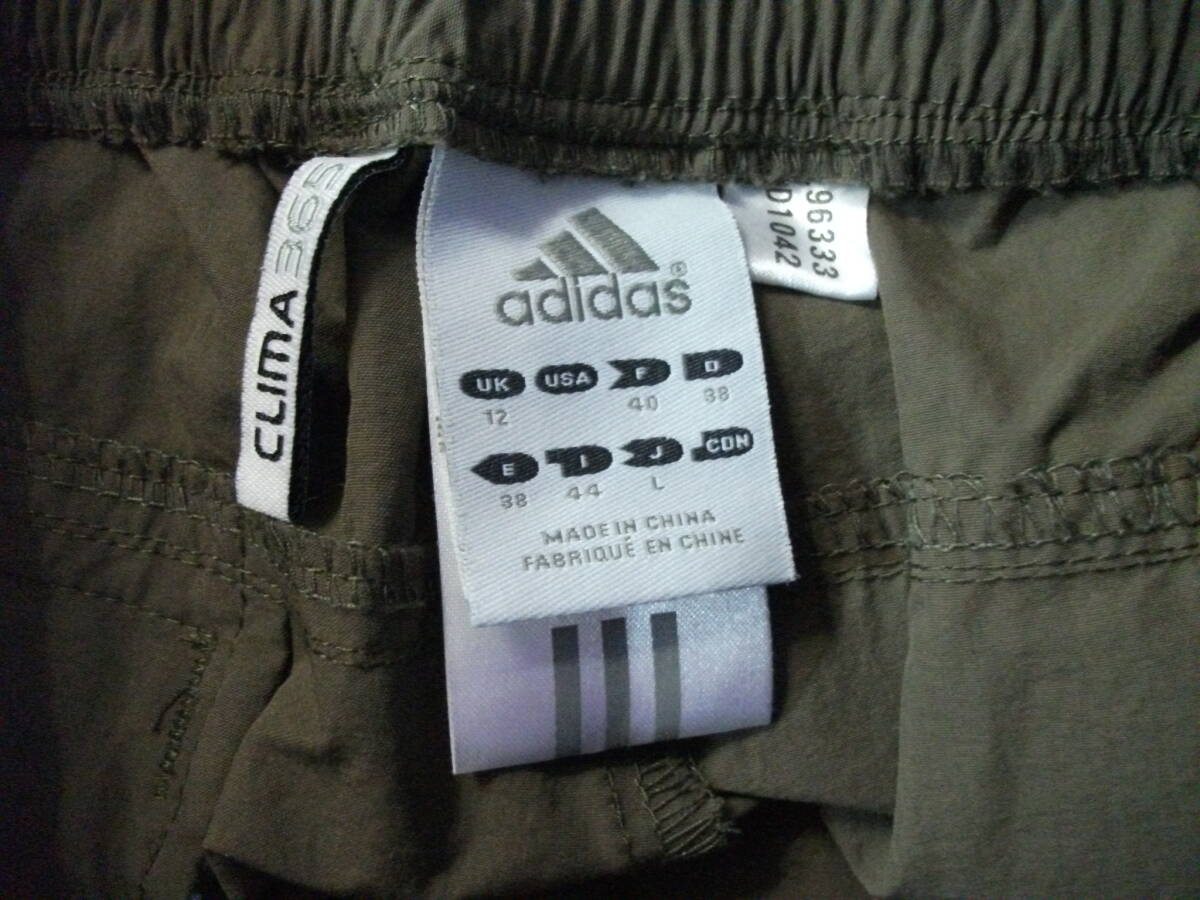 CLIMA365
adidas®
UK USA F D
12 40 38
E I J CDN
38 44 L
MADE IN CHINA
FABRIQUÉ EN CHINE
96333
D1042